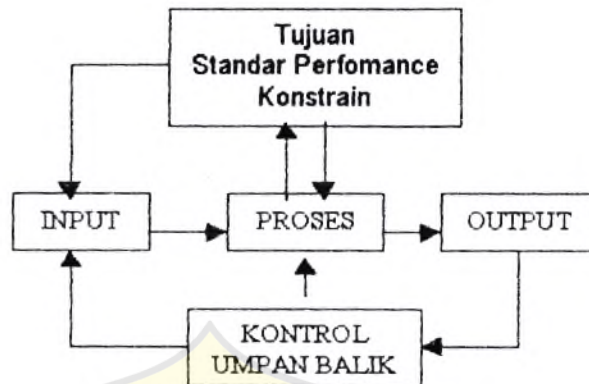 Tujuan
Standar Perfomance
Konstrain
INPUT
PROSES
OUTPUT
KONTROL
UMPAN BALIK